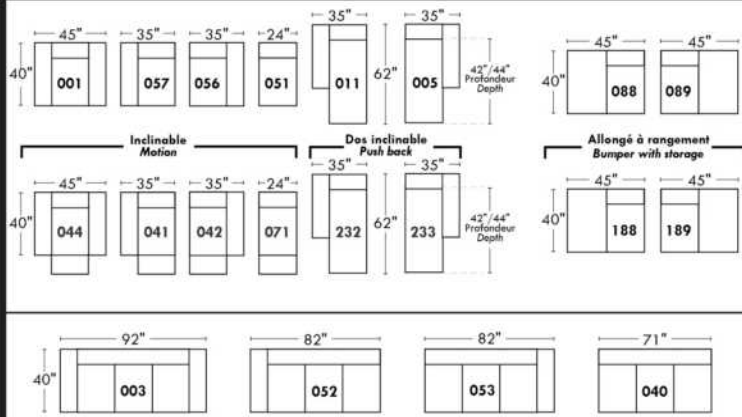 45" 35" 35" 24" 35" 35" 45" 45"
40" 001 057 056 051 011 62" 005 42"/44" Profondeur Depth 40" 088 089
Inclinable
Motion
Dos inclinable
Push back
Allongé à rangement
Bumper with storage
45" 35" 35" 24" 35" 35" 45" 45"
40" 044 041 042 071 232 62" 233 42"/44" Profondeur Depth 40" 188 189
92" 82" 82" 71"
40" 003 052 053 040